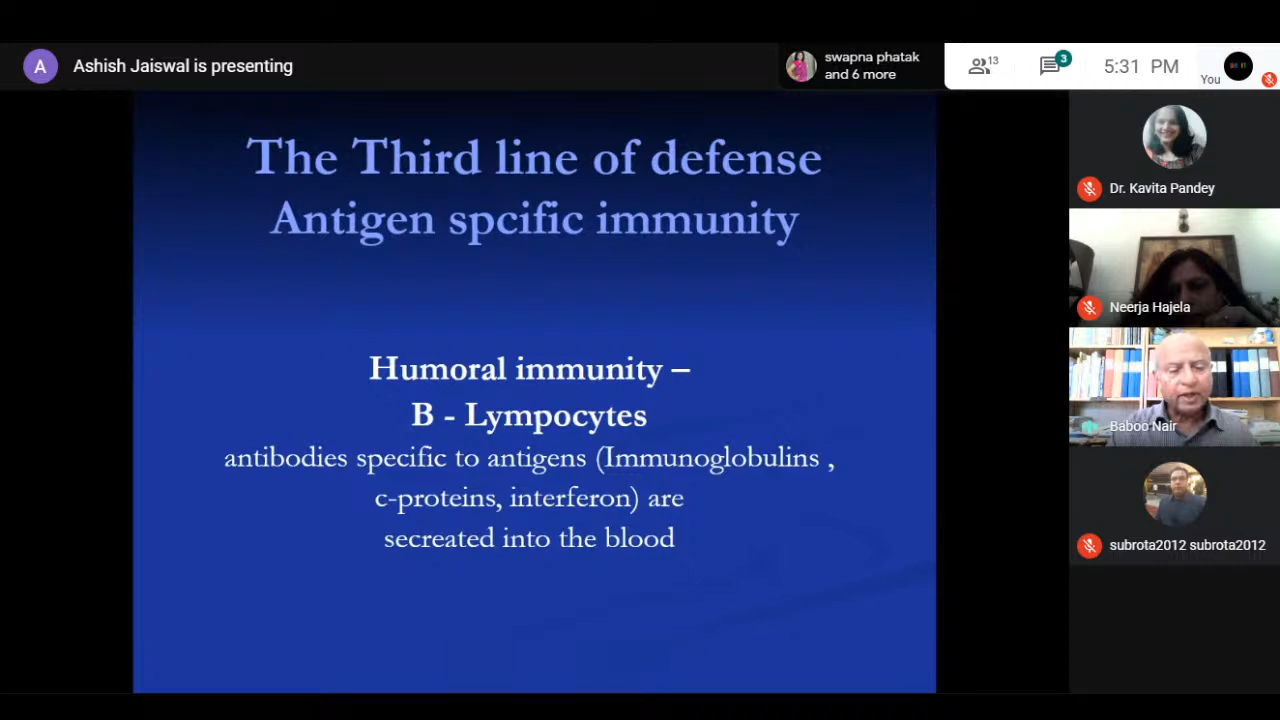 A
Ashish Jaiswal is presenting
swapna phatak
and 6 more
13
3
5:31 PM
You
The Third line of defense
Antigen spcific immunity
Humoral immunity –
B - Lympocytes
antibodies specific to antigens (Immunoglobulins ,
c-proteins, interferon) are
secreated into the blood
Dr. Kavita Pandey
Neerja Hajela
Baboo Nair
subrota2012 subrota2012